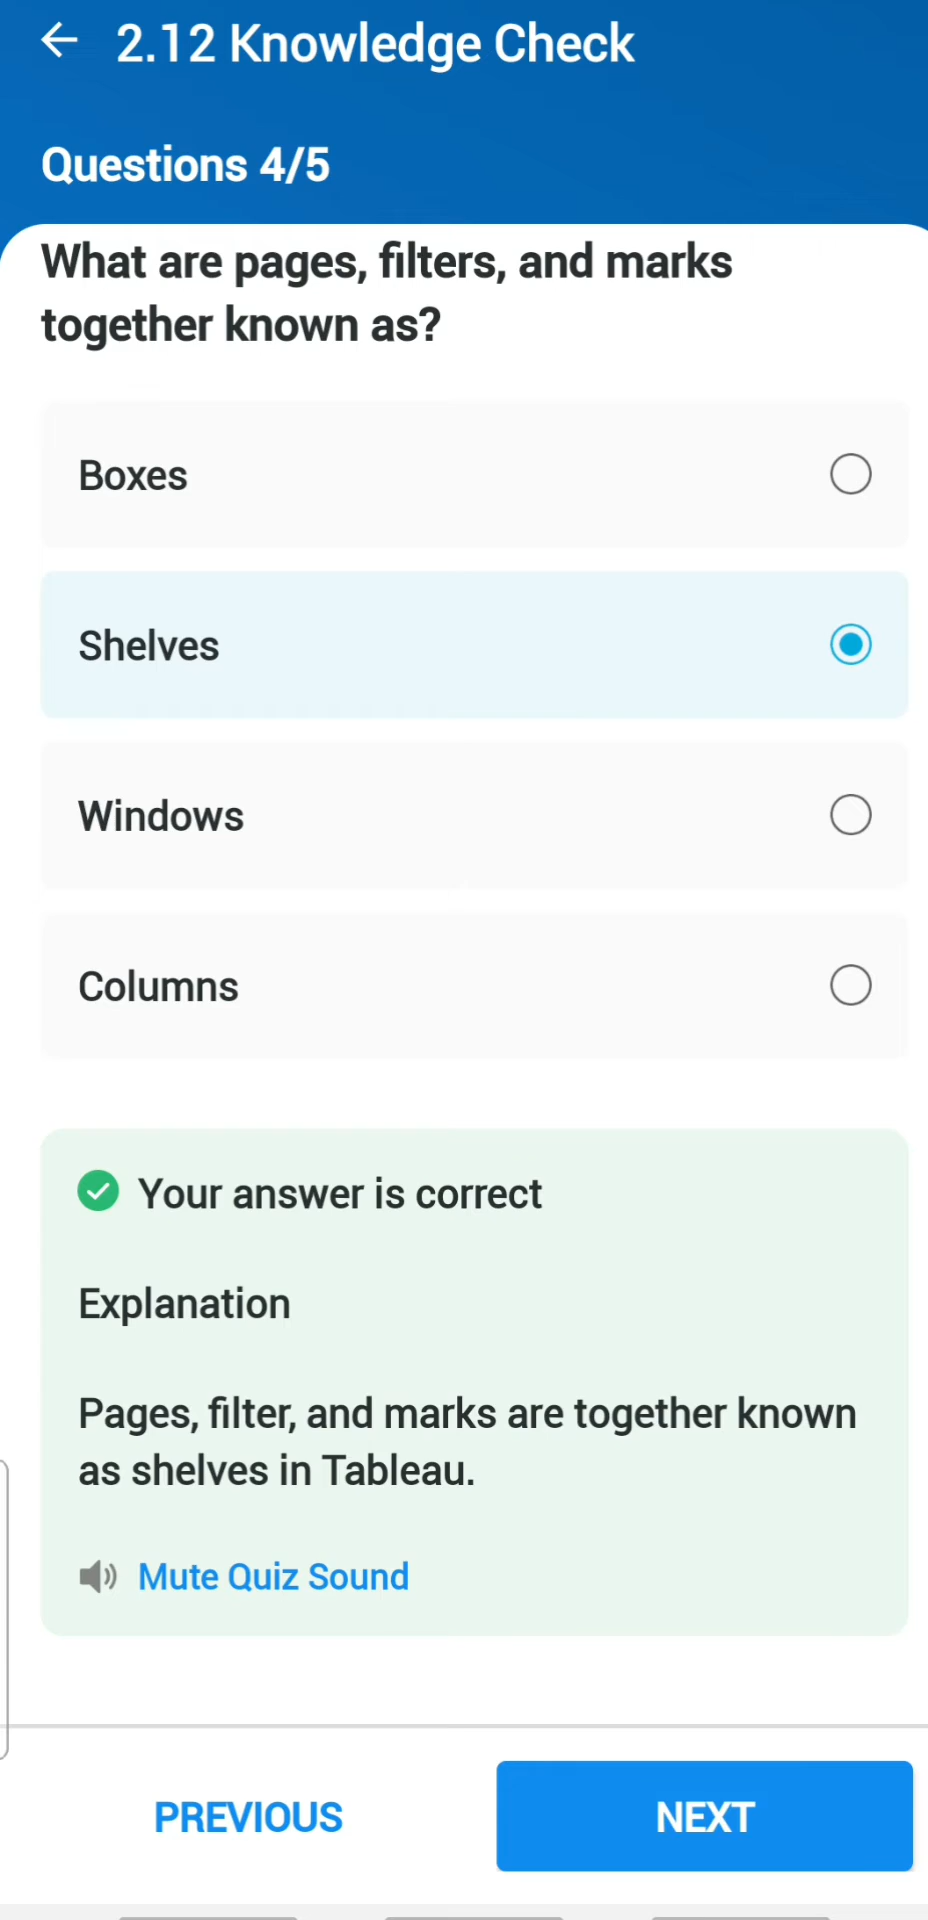 2.12 Knowledge Check
Questions 4/5
What are pages, filters, and marks
together known as?
Boxes
Shelves
Windows
Columns
Your answer is correct
Explanation
Pages, filter, and marks are together known
as shelves in Tableau.
Mute Quiz Sound
PREVIOUS
NEXT